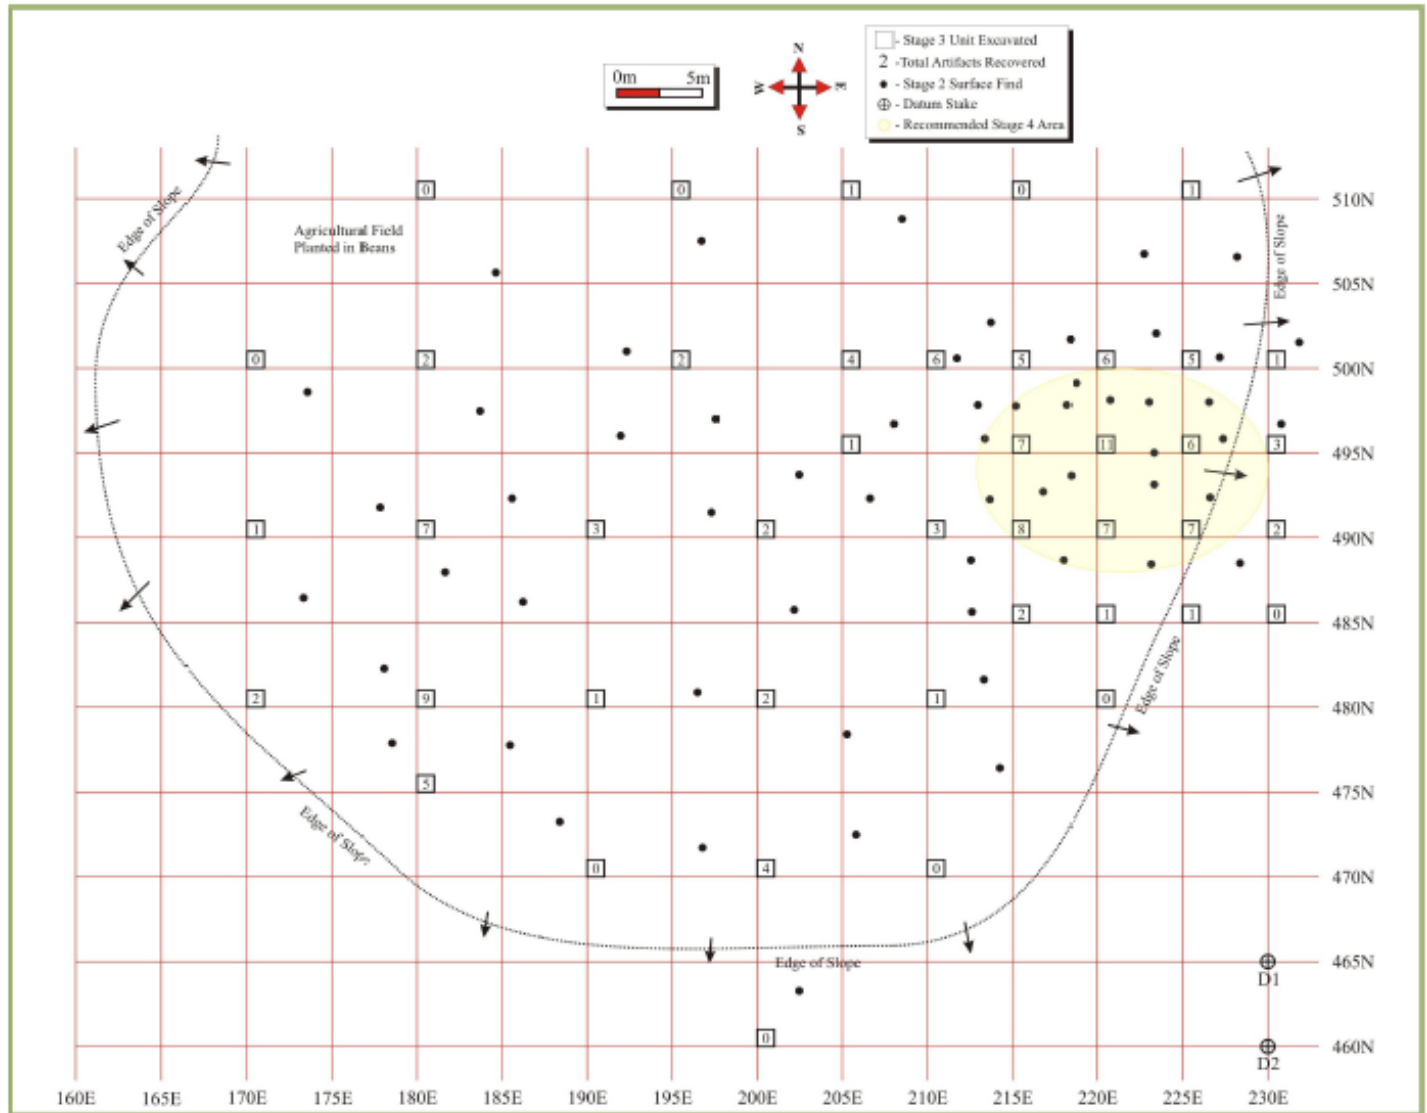 0m 5m
N
W E
S
- Stage 3 Unit Excavated
2 -Total Artifacts Recovered
- Stage 2 Surface Find
- Datum Stake
- Recommended Stage 4 Area
0 0 1 0 1
510N
Edge of Slope
Agricultural Field
Planted in Beans
Edge of Slope
505N
0 2 2 4 6 5 6 5 1
500N
1 7 11 6 3
495N
1 7 3 2 3 8 7 7 2
490N
2 1 1 0
485N
Edge of Slope
2 9 1 2 1 0
480N
5
475N
Edge of Slope
0 4 0
470N
Edge of Slope
465N
D1
0
460N
D2
160E 165E 170E 175E 180E 185E 190E 195E 200E 205E 210E 215E 220E 225E 230E